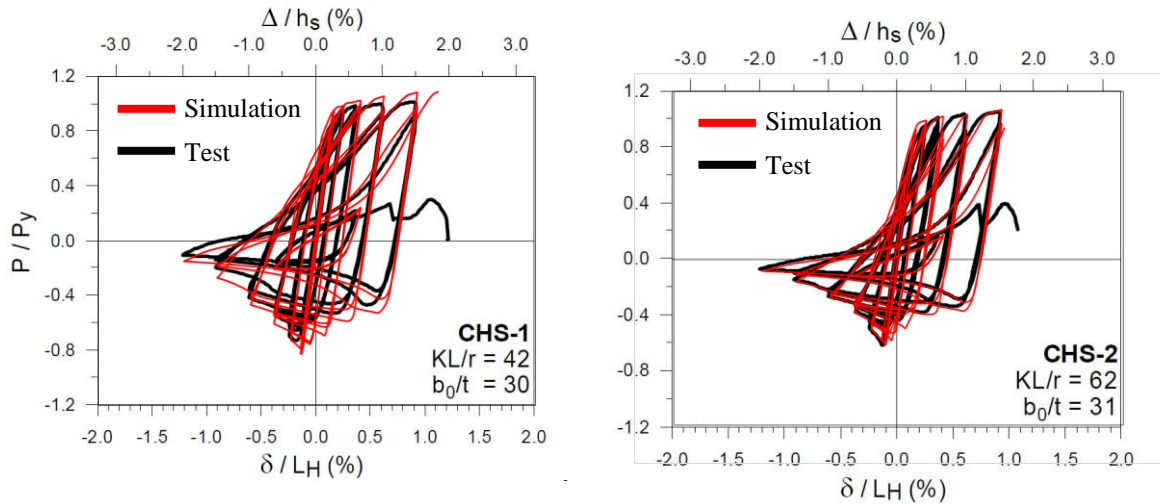 Δ / hs (%)
-3.0 -2.0 -1.0 0.0 1.0 2.0 3.0
1.2
0.8
0.4
0.0
-0.4
-0.8
-1.2
P / Py
Simulation
Test
CHS-1
KL/r = 42
b0/t = 30
-2.0 -1.5 -1.0 -0.5 0.0 0.5 1.0 1.5 2.0
δ / LH (%)
Δ / hs (%)
-3.0 -2.0 -1.0 0.0 1.0 2.0 3.0
1.2
0.8
0.4
0.0
-0.4
-0.8
-1.2
Simulation
Test
CHS-2
KL/r = 62
b0/t = 31
-2.0 -1.5 -1.0 -0.5 0.0 0.5 1.0 1.5 2.0
δ / LH (%)